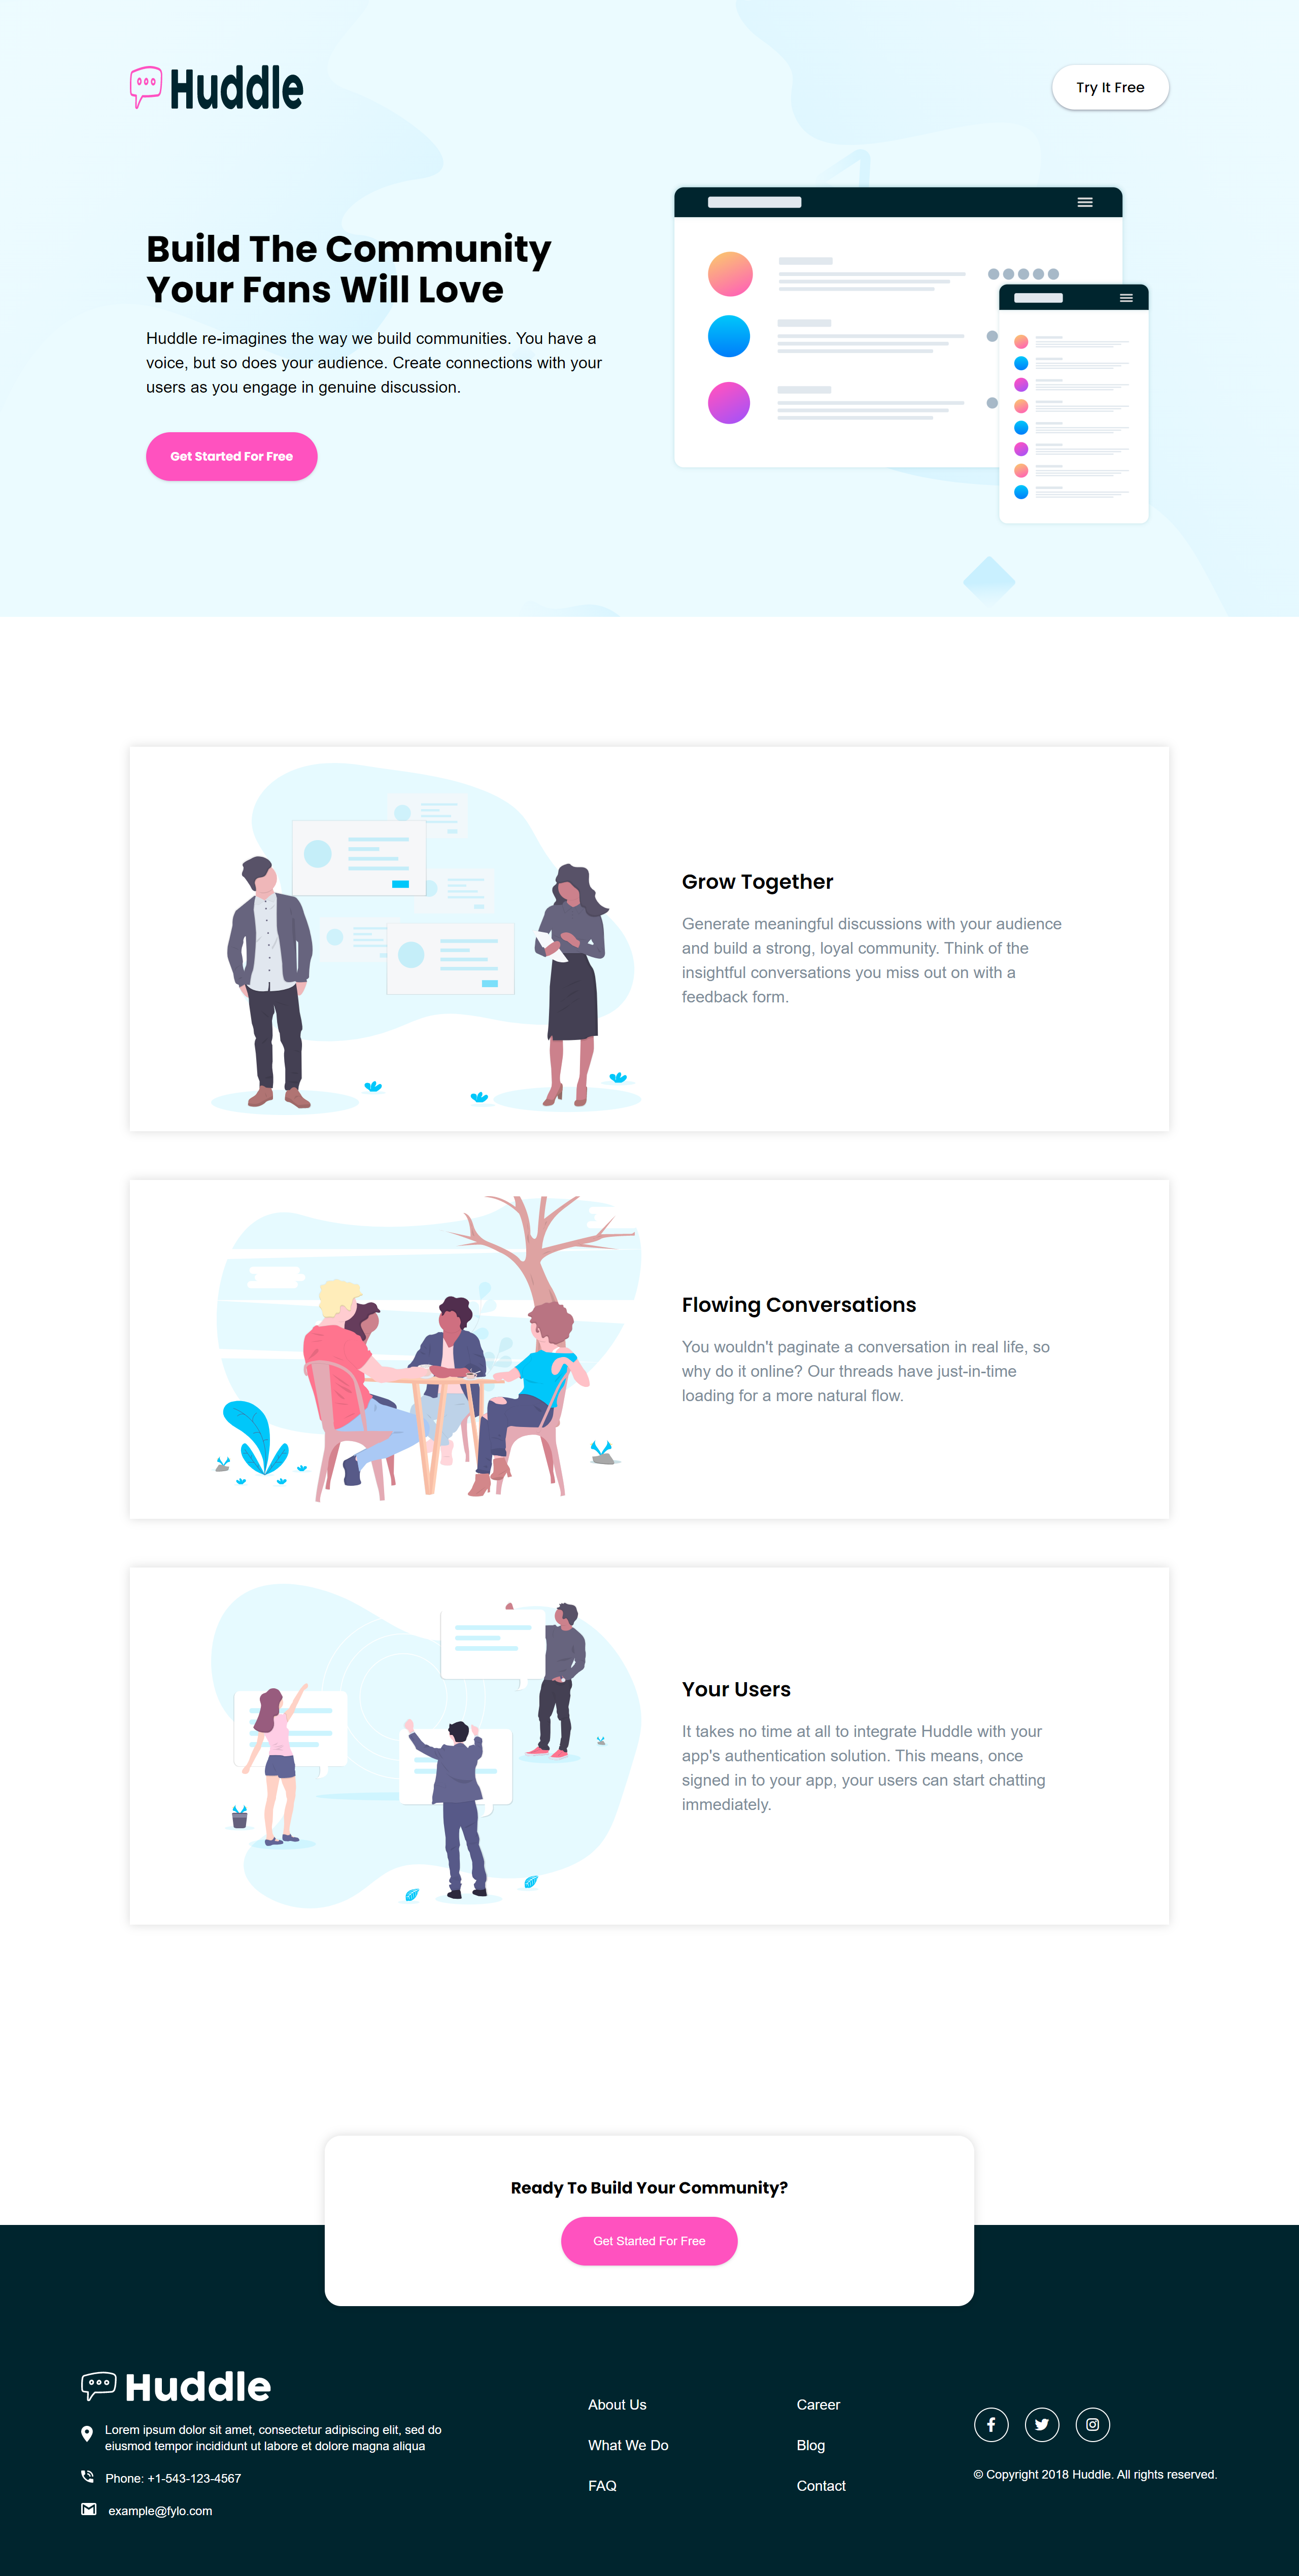 Huddle
Try It Free
Build The Community
Your Fans Will Love
Huddle re-imagines the way we build communities. You have a
voice, but so does your audience. Create connections with your
users as you engage in genuine discussion.
Get Started For Free
Grow Together
Generate meaningful discussions with your audience
and build a strong, loyal community. Think of the
insightful conversations you miss out on with a
feedback form.
Flowing Conversations
You wouldn't paginate a conversation in real life, so
why do it online? Our threads have just-in-time
loading for a more natural flow.
Your Users
It takes no time at all to integrate Huddle with your
app's authentication solution. This means, once
signed in to your app, your users can start chatting
immediately.
Ready To Build Your Community?
Get Started For Free
Huddle
Lorem ipsum dolor sit amet, consectetur adipiscing elit, sed do
eiusmod tempor incididunt ut labore et dolore magna aliqua
Phone: +1-543-123-4567
example@fylo.com
About Us
What We Do
FAQ
Career
Blog
Contact
© Copyright 2018 Huddle. All rights reserved.